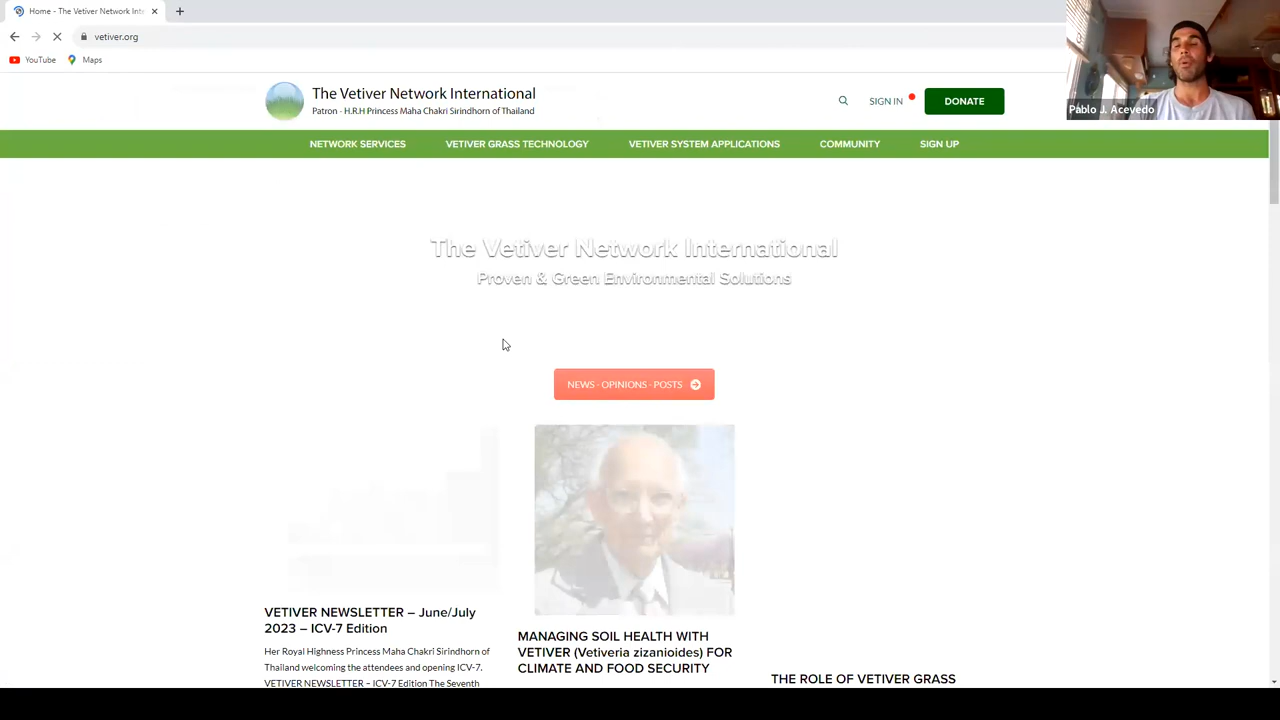 Home - The Vetiver Network Inte
vetiver.org
YouTube
Maps
Pablo J. Acevedo
The Vetiver Network International
Patron - H.R.H Princess Maha Chakri Sirindhorn of Thailand
SIGN IN
DONATE
NETWORK SERVICES
VETIVER GRASS TECHNOLOGY
VETIVER SYSTEM APPLICATIONS
COMMUNITY
SIGN UP
The Vetiver Network International
Proven & Green Environmental Solutions
NEWS - OPINIONS - POSTS
VETIVER NEWSLETTER – June/July
2023 – ICV-7 Edition
Her Royal Highness Princess Maha Chakri Sirindhorn of
Thailand welcoming the attendees and opening ICV-7.
VETIVER NEWSLETTER – ICV-7 Edition The Seventh
MANAGING SOIL HEALTH WITH
VETIVER (Vetiveria zizanioides) FOR
CLIMATE AND FOOD SECURITY
THE ROLE OF VETIVER GRASS